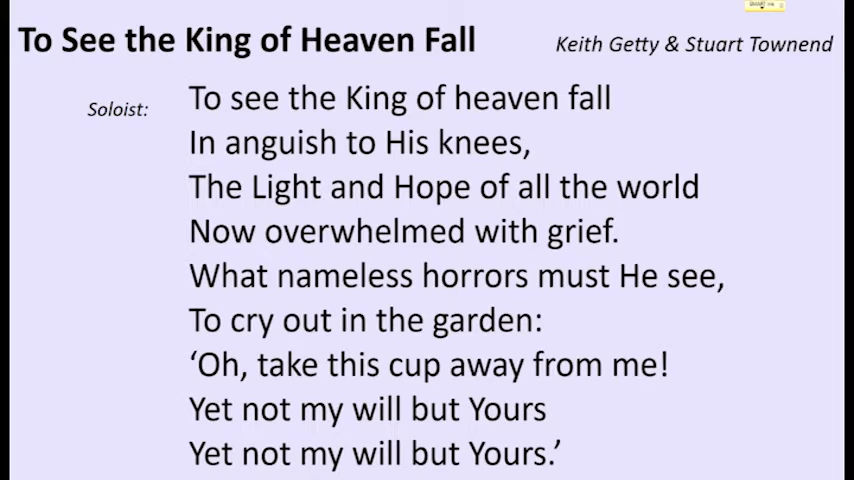 To See the King of Heaven Fall
Keith Getty & Stuart Townend
Soloist:
To see the King of heaven fall
In anguish to His knees,
The Light and Hope of all the world
Now overwhelmed with grief.
What nameless horrors must He see,
To cry out in the garden:
‘Oh, take this cup away from me!
Yet not my will but Yours
Yet not my will but Yours.’